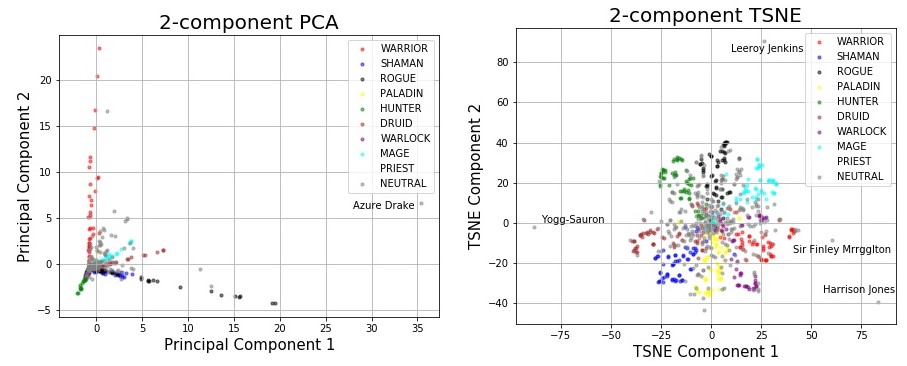 2-component PCA
Principal Component 2
20
15
10
5
0
−5
0
5
10
15
20
25
30
35
Principal Component 1
WARRIOR
SHAMAN
ROGUE
PALADIN
HUNTER
DRUID
WARLOCK
MAGE
PRIEST
NEUTRAL
Azure Drake
2-component TSNE
TSNE Component 2
80
60
40
20
0
−20
−40
−75
−50
−25
0
25
50
75
TSNE Component 1
Leeroy Jenkins
WARRIOR
SHAMAN
ROGUE
PALADIN
HUNTER
DRUID
WARLOCK
MAGE
PRIEST
NEUTRAL
Yogg-Sauron
Sir Finley Mrrgglton
Harrison Jones